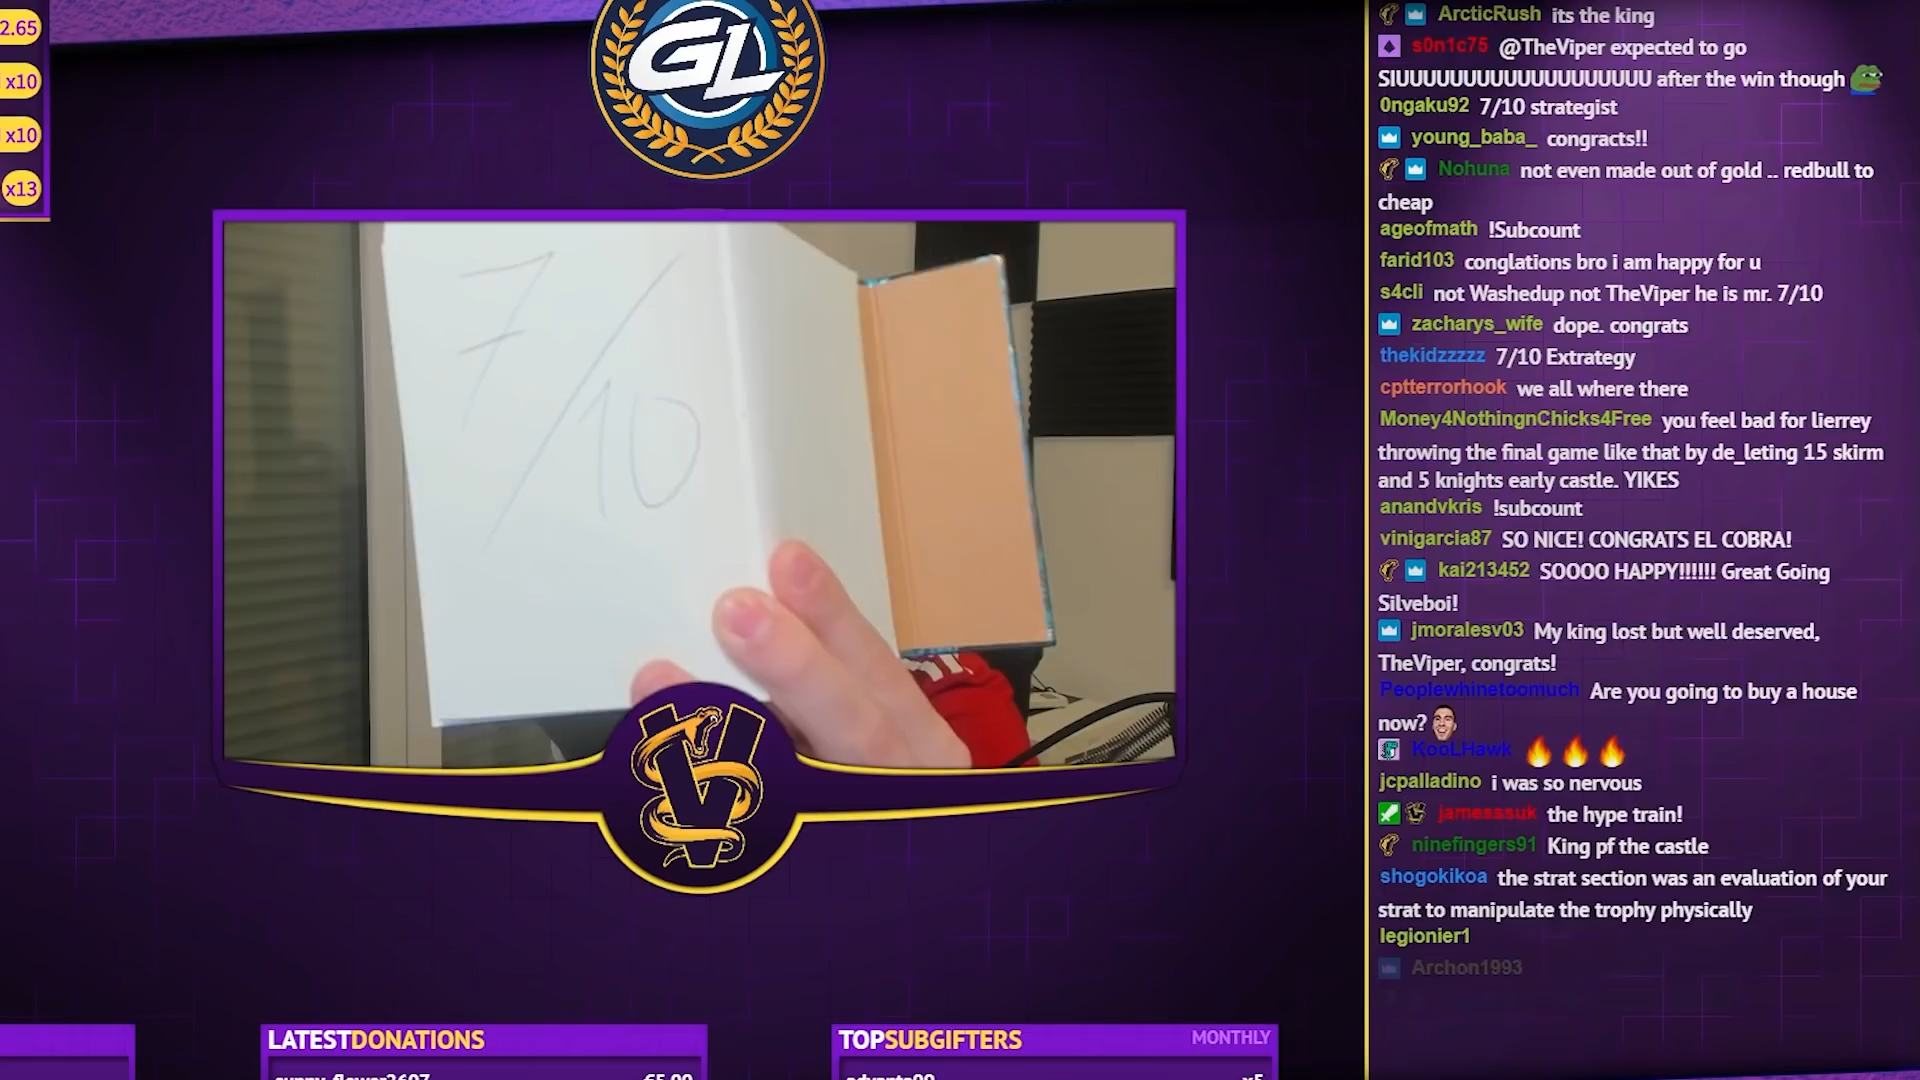 2.65
x10
x10
x13
GL
7/10
V
LATESTDONATIONS
TOPSUBGIFTERS
MONTHLY
x5
ArcticRush its the king
s0n1c75 @TheViper expected to go
SIUUUUUUUUUUUUUUUUUUU after the win though
0ngaku92 7/10 strategist
young_baba_ congracts!!
Nohuna not even made out of gold .. redbull to
cheap
ageofmath !Subcount
farid103 conglations bro i am happy for u
s4cli not Washedup not TheViper he is mr. 7/10
zacharys_wife dope. congrats
thekidzzzzz 7/10 Extrategy
cptterrorhook we all where there
Money4NothingnChicks4Free you feel bad for lierrey
throwing the final game like that by de_leting 15 skirm
and 5 knights early castle. YIKES
anandvkris !subcount
vinigarcia87 SO NICE! CONGRATS EL COBRA!
kai213452 SOOOO HAPPY!!!!!! Great Going
Silveboi!
jmoralesv03 My king lost but well deserved,
TheViper, congrats!
Peoplewhinetoomuch Are you going to buy a house
now?
KooLHawk
jcpalladino i was so nervous
jamesssuk the hype train!
ninefingers91 King pf the castle
shogokikoa the strat section was an evaluation of your
strat to manipulate the trophy physically
legionier1
Archon1993